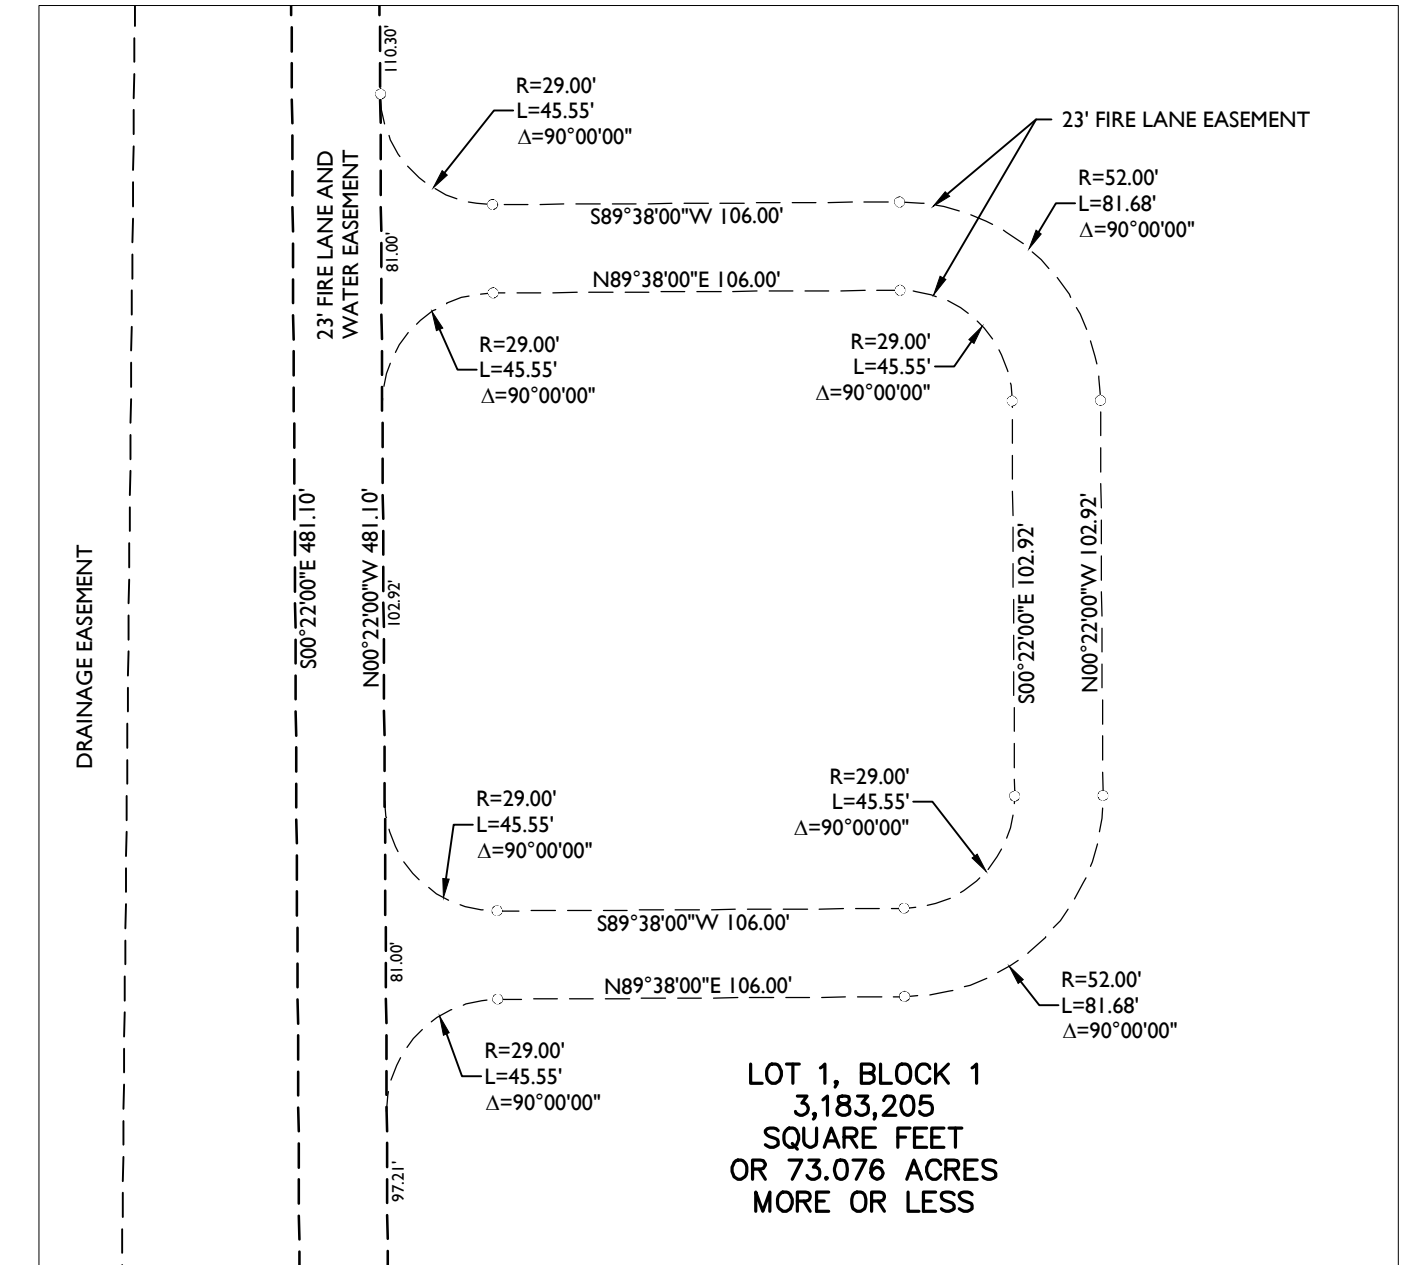 110.30'
R=29.00'
L=45.55'
Δ=90°00'00"
23' FIRE LANE EASEMENT
R=52.00'
L=81.68'
Δ=90°00'00"
23' FIRE LANE AND
WATER EASEMENT
S89°38'00"W 106.00'
81.00'
N89°38'00"E 106.00'
R=29.00'
L=45.55'
Δ=90°00'00"
R=29.00'
L=45.55'
Δ=90°00'00"
DRAINAGE EASEMENT
S00°22'00"E 481.10'
N00°22'00"W 481.10'
102.92'
S00°22'00"E 102.92'
N00°22'00"W 102.92'
R=29.00'
L=45.55'
Δ=90°00'00"
R=29.00'
L=45.55'
Δ=90°00'00"
S89°38'00"W 106.00'
81.00'
N89°38'00"E 106.00'
R=52.00'
L=81.68'
Δ=90°00'00"
R=29.00'
L=45.55'
Δ=90°00'00"
LOT 1, BLOCK 1
3,183,205
SQUARE FEET
OR 73.076 ACRES
MORE OR LESS
97.21'